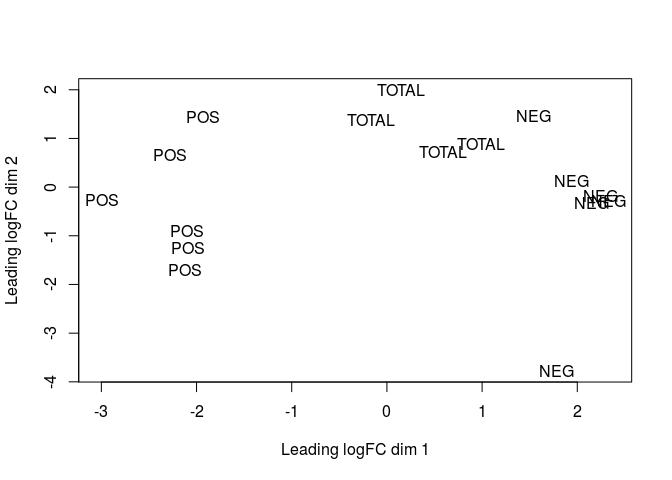 2
1
0
-1
-2
-3
-4
Leading logFC dim 2
TOTAL
POS
TOTAL
NEG
TOTAL
TOTAL
POS
NEG
POS
NEG
NEG
NEG
POS
POS
POS
NEG
-3
-2
-1
0
1
2
Leading logFC dim 1